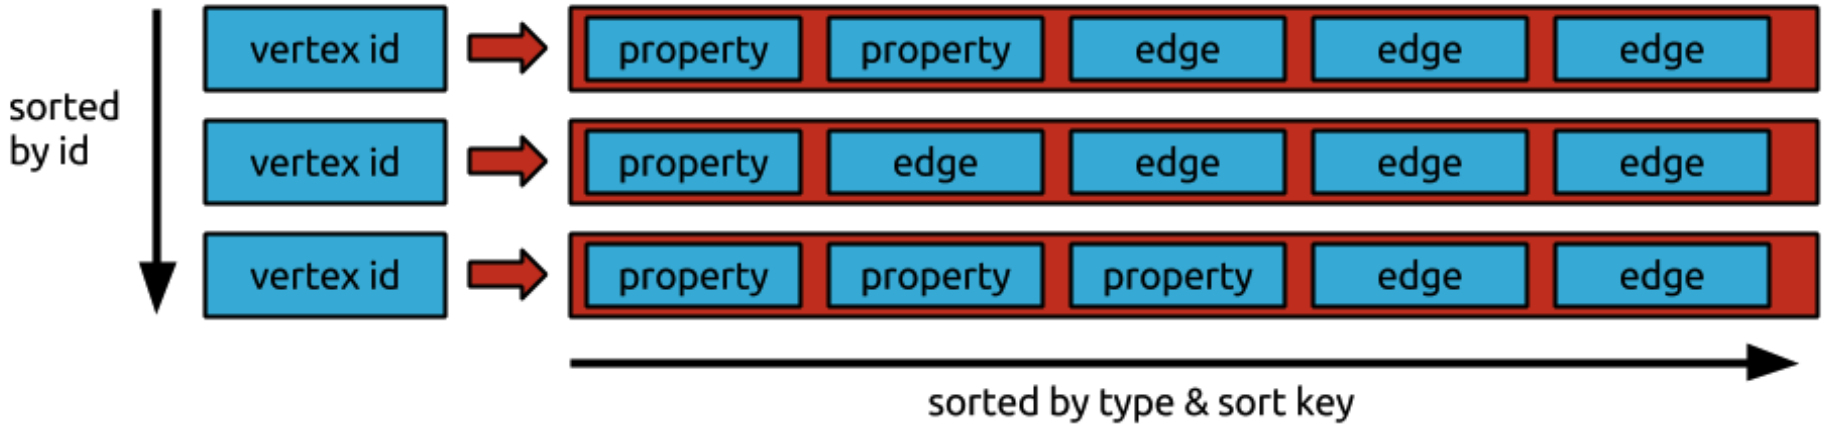 vertex id property property edge edge edge
sorted
by id
vertex id property edge edge edge edge
vertex id property property property edge edge
sorted by type & sort key